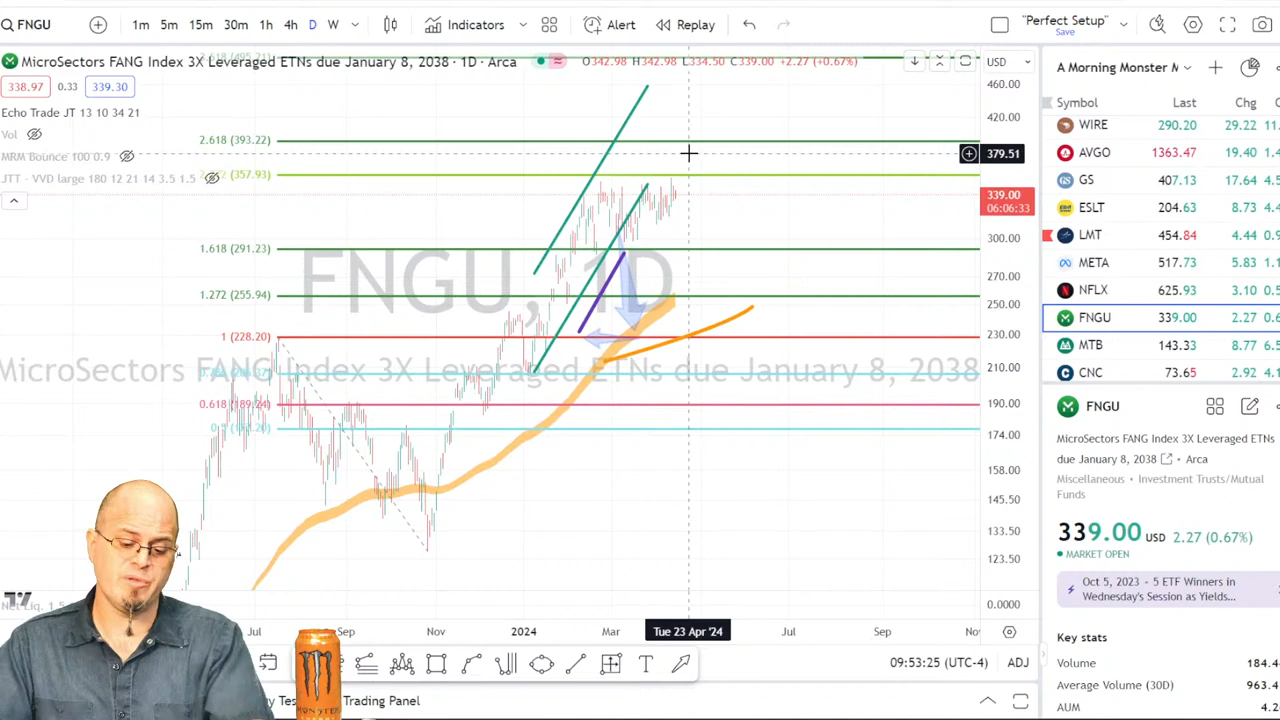 FNGU
1m 5m 15m 30m 1h 4h D W
Indicators
Alert
Replay
"Perfect Setup"
Save
MicroSectors FANG Index 3X Leveraged ETNs due January 8, 2038 · 1D · Arca
O342.98 H342.98 L334.50 C339.00 +2.27 (+0.67%)
USD
338.97 0.33 339.30
Echo Trade JT 13 10 34 21
Vol
MRM Bounce 100 0.9
JTT - VVD large 180 12 21 14 3.5 1.5
2.618 (393.22)
(357.93)
1.618 (291.23)
1.272 (255.94)
1 (228.20)
0.618 (189.24)
FNGU, 1D
MicroSectors FANG Index 3X Leveraged ETNs due January 8, 2038
460.00
420.00
379.51
339.00
06:06:33
300.00
270.00
250.00
230.00
210.00
190.00
174.00
158.00
145.50
133.50
123.50
0.0000
Net Liq. 1.5
Jul Sep Nov 2024 Mar Tue 23 Apr '24 Jul Sep
09:53:25 (UTC-4) ADJ
Trading Panel
MONSTER
A Morning Monster M
Symbol Last Chg
WIRE 290.20 29.22
AVGO 1363.47 19.40
GS 407.13 17.64
ESLT 204.63 8.73
LMT 454.84 4.44
META 517.73 5.83
NFLX 625.93 3.10
FNGU 339.00 2.27
MTB 143.33 8.77
CNC 73.65 2.92
FNGU
MicroSectors FANG Index 3X Leveraged ETNs
due January 8, 2038 · Arca
Miscellaneous · Investment Trusts/Mutual
Funds
339.00 USD 2.27 (0.67%)
MARKET OPEN
Oct 5, 2023 - 5 ETF Winners in
Wednesday's Session as Yields...
Key stats
Volume 184.4
Average Volume (30D) 963.4
AUM